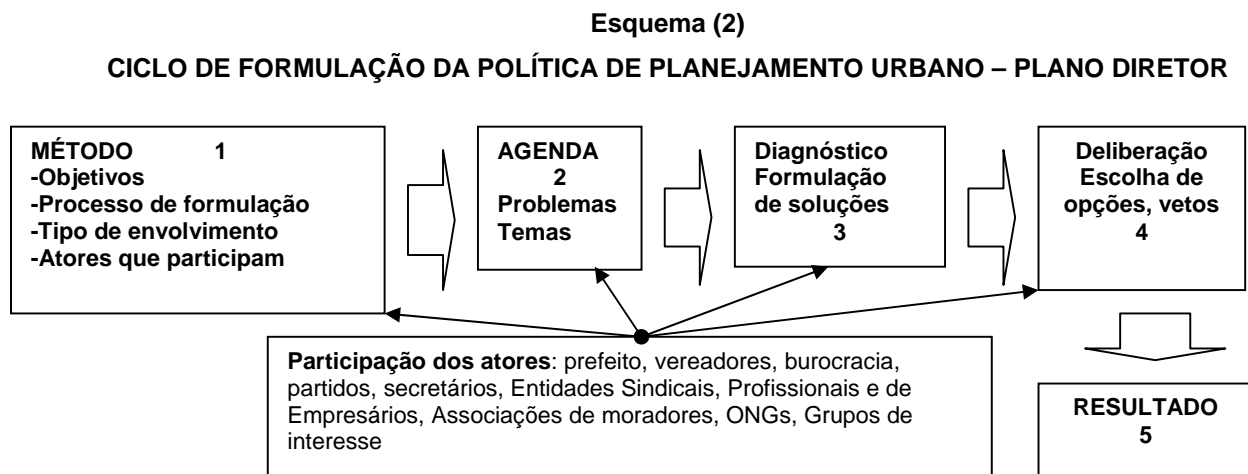 Esquema (2)
CICLO DE FORMULAÇÃO DA POLÍTICA DE PLANEJAMENTO URBANO – PLANO DIRETOR
MÉTODO 1
-Objetivos
-Processo de formulação
-Tipo de envolvimento
-Atores que participam
AGENDA
2
Problemas
Temas
Diagnóstico
Formulação
de soluções
3
Deliberação
Escolha de
opções, vetos
4
Participação dos atores: prefeito, vereadores, burocracia,
partidos, secretários, Entidades Sindicais, Profissionais e de
Empresários, Associações de moradores, ONGs, Grupos de
interesse
RESULTADO
5